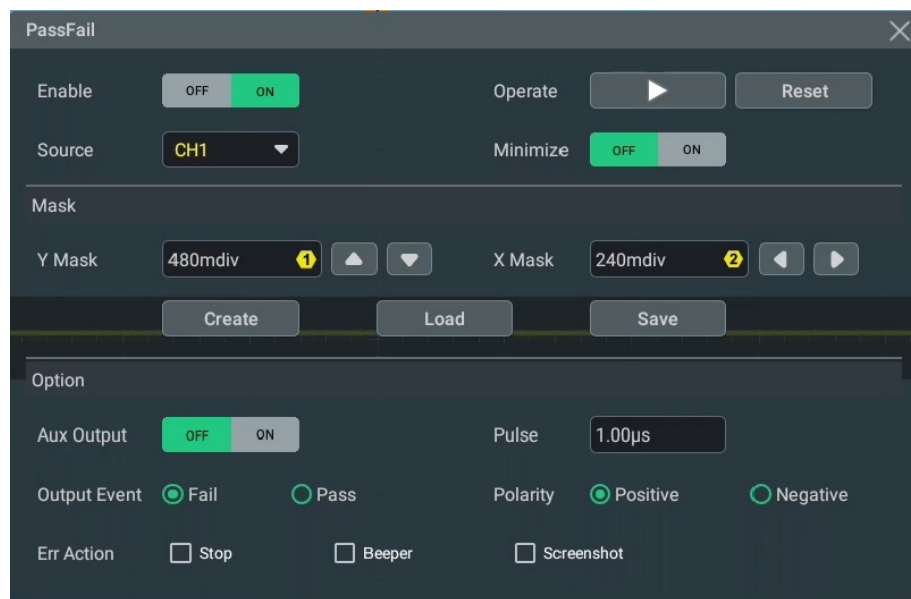 PassFail
Enable OFF ON Operate Reset
Source CH1 Minimize OFF ON
Mask
Y Mask 480mdiv 1 X Mask 240mdiv 2
Create Load Save
Option
Aux Output OFF ON Pulse 1.00µs
Output Event Fail Pass Polarity Positive Negative
Err Action Stop Beeper Screenshot